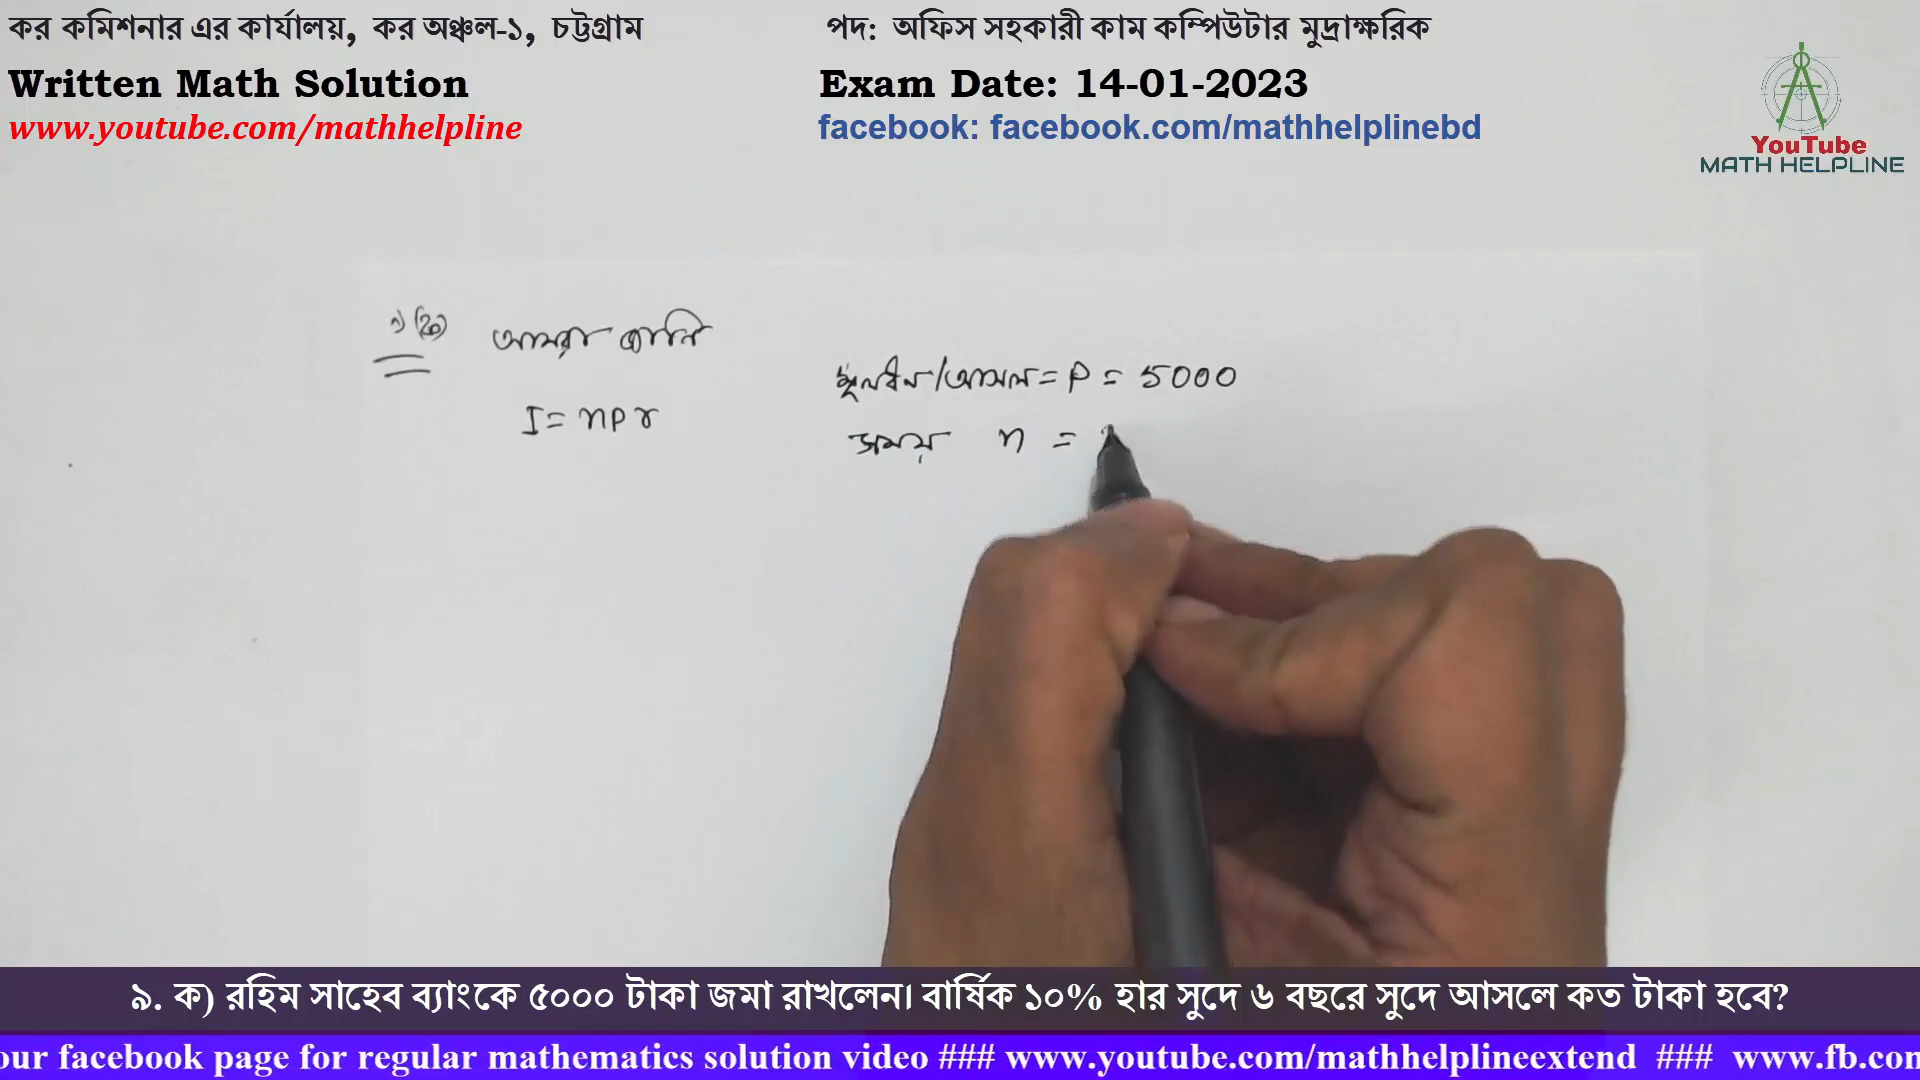 কর কমিশনার এর কার্যালয়, কর অঞ্চল-১, চট্টগ্রাম
পদ: অফিস সহকারী কাম কম্পিউটার মুদ্রাক্ষরিক
Written Math Solution
Exam Date: 14-01-2023
www.youtube.com/mathhelpline
facebook: facebook.com/mathhelplinebd
YouTube
MATH HELPLINE
৯) (ক) আমরা জানি
I = npr
মূলধন/আসল = P = 5000
সময় n =
৯. ক) রহিম সাহেব ব্যাংকে ৫০০০ টাকা জমা রাখলেন। বার্ষিক ১০% হার সুদে ৬ বছরে সুদে আসলে কত টাকা হবে?
our facebook page for regular mathematics solution video ### www.youtube.com/mathhelplineextend ### www.fb.com